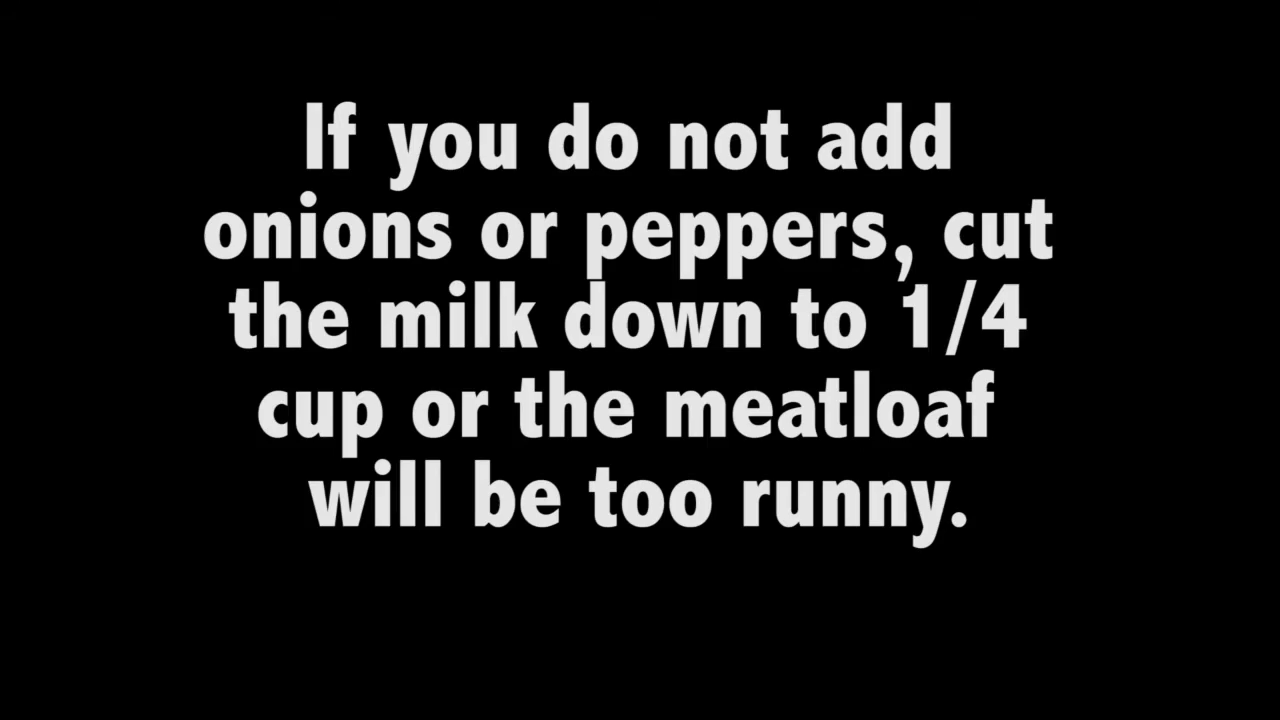 If you do not add
onions or peppers, cut
the milk down to 1/4
cup or the meatloaf
will be too runny.